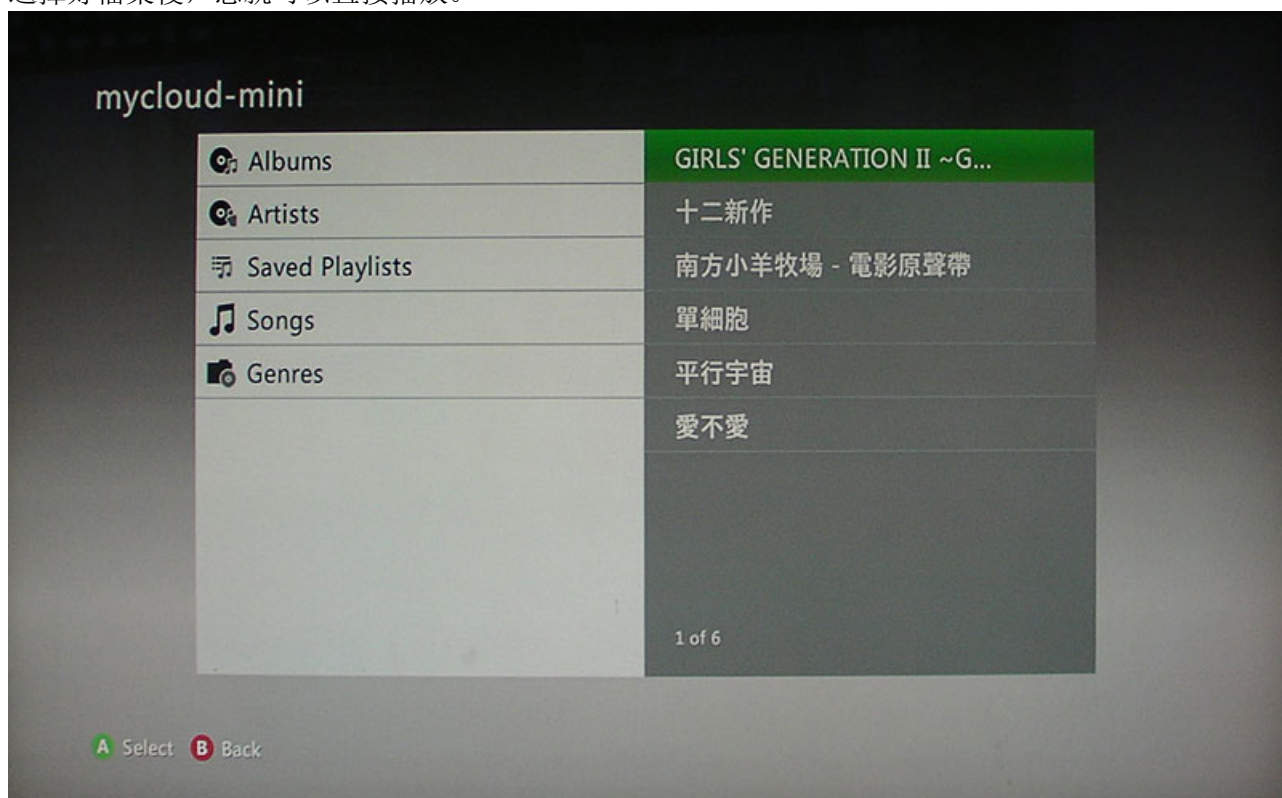 選擇好檔案後，您就可以直接播放。
mycloud-mini
Albums
Artists
Saved Playlists
Songs
Genres
GIRLS' GENERATION II ~G...
十二新作
南方小羊牧場 - 電影原聲帶
單細胞
平行宇宙
愛不愛
1 of 6
A Select B Back